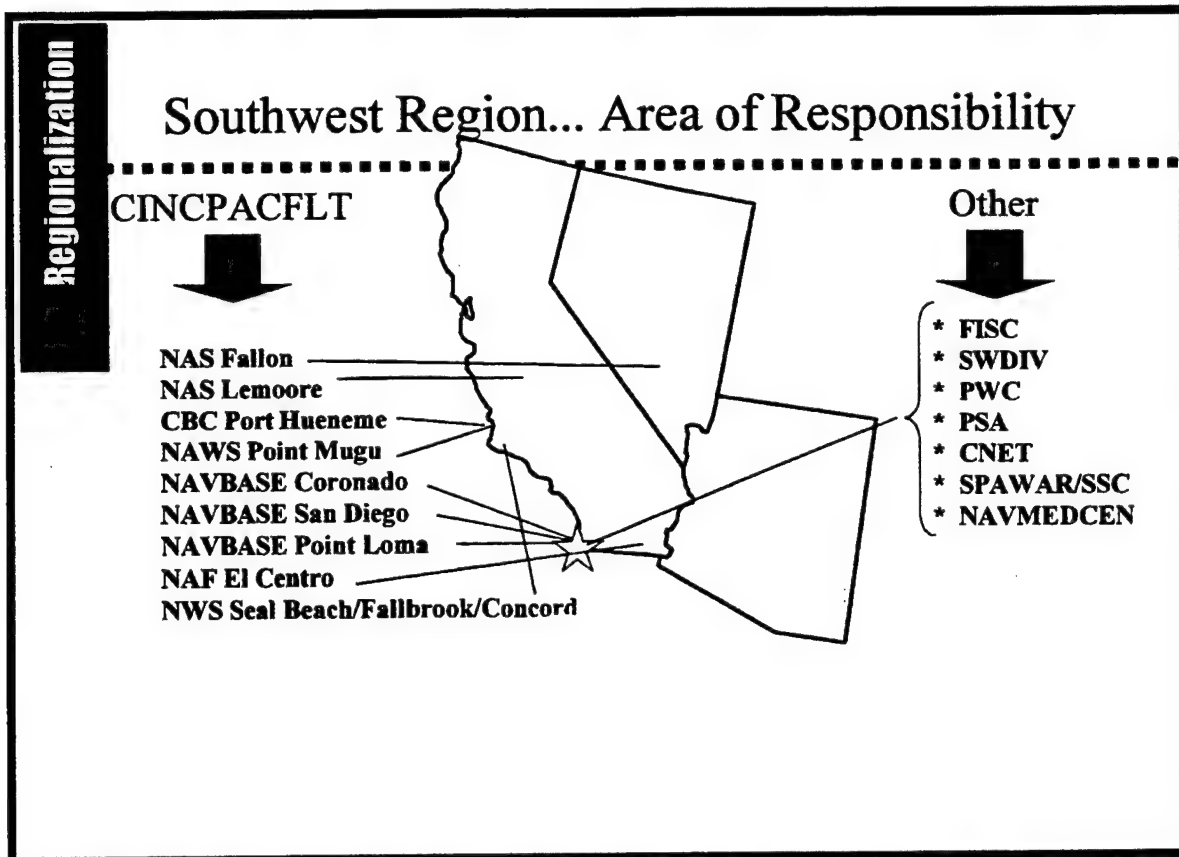 Regionalization
Southwest Region... Area of Responsibility
CINCPACFLT
NAS Fallon
NAS Lemoore
CBC Port Hueneme
NAWS Point Mugu
NAVBASE Coronado
NAVBASE San Diego
NAVBASE Point Loma
NAF El Centro
NWS Seal Beach/Fallbrook/Concord
Other
* FISC
* SWDIV
* PWC
* PSA
* CNET
* SPAWAR/SSC
* NAVMEDCEN